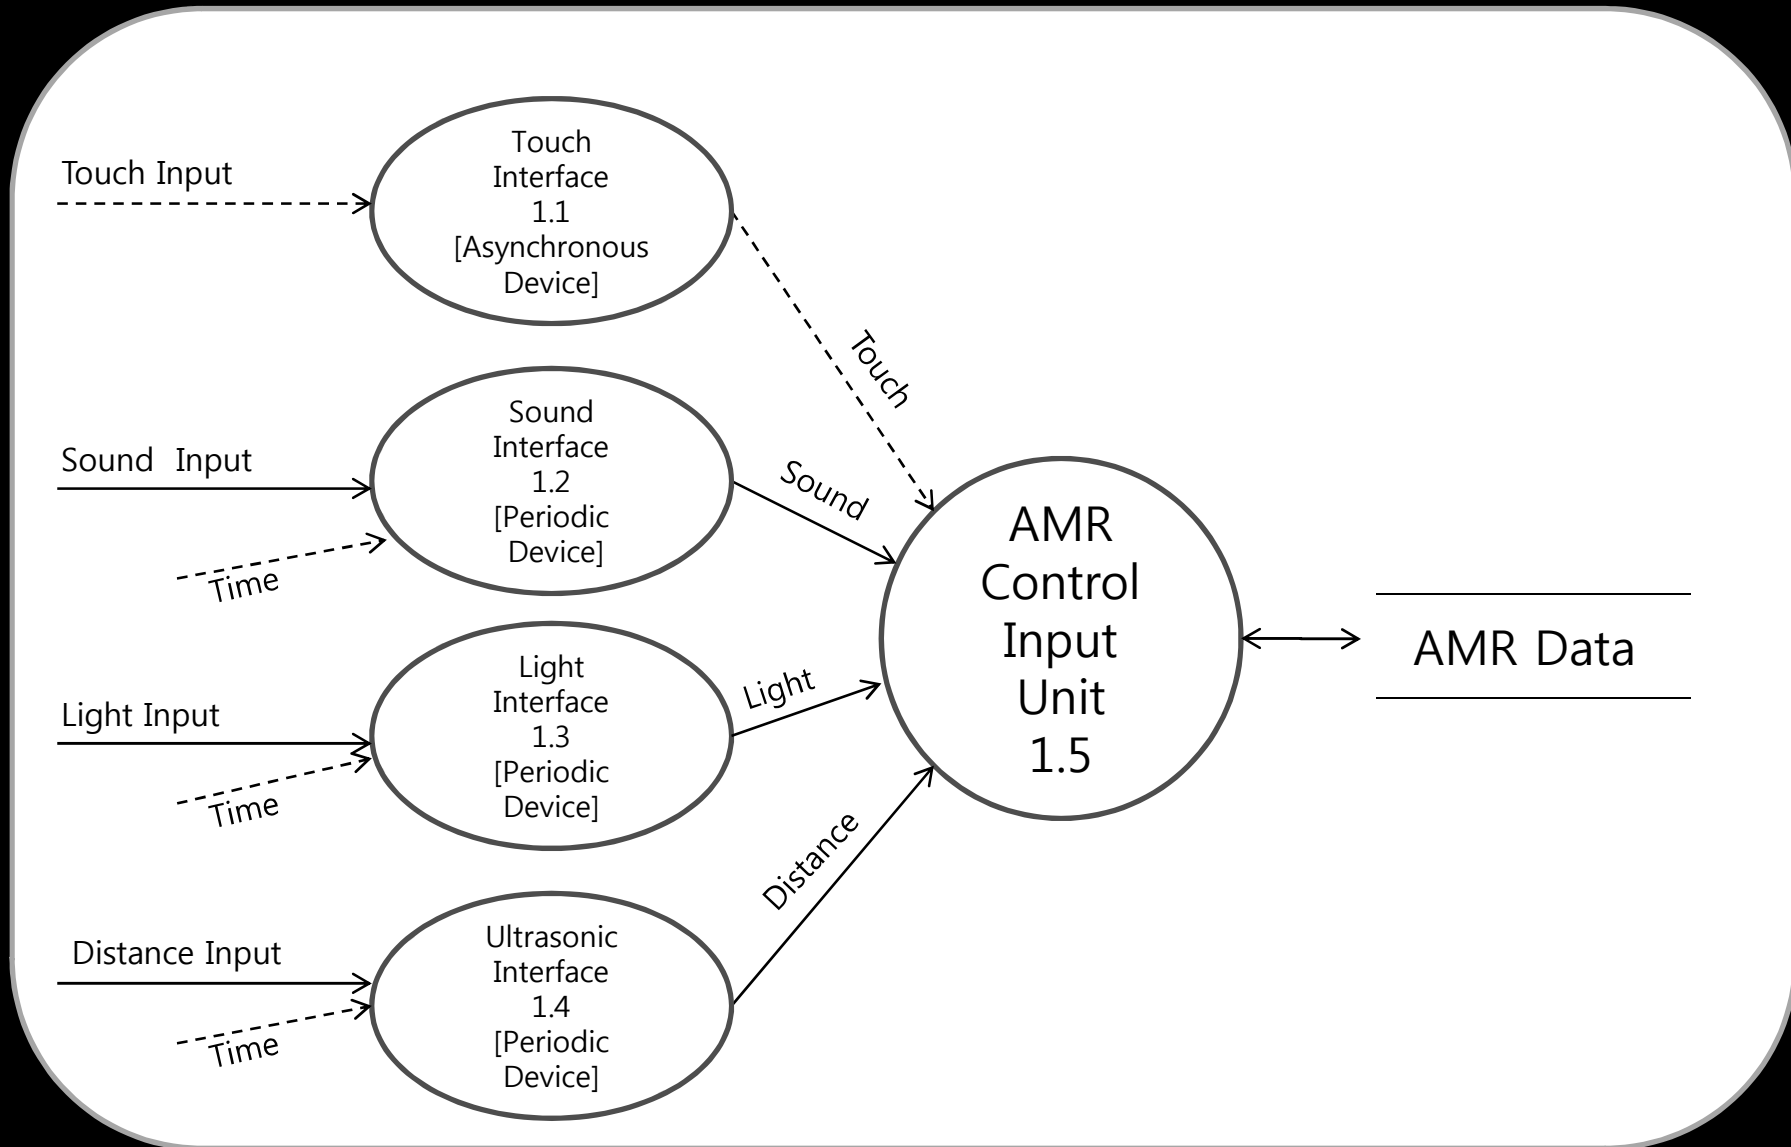 Touch Input
Touch
Interface
1.1
[Asynchronous
Device]
Touch
Sound  Input
Time
Sound
Interface
1.2
[Periodic
Device]
Sound
Light Input
Time
Light
Interface
1.3
[Periodic
Device]
Light
Distance Input
Time
Ultrasonic
Interface
1.4
[Periodic
Device]
Distance
AMR
Control
Input
Unit
1.5
AMR Data